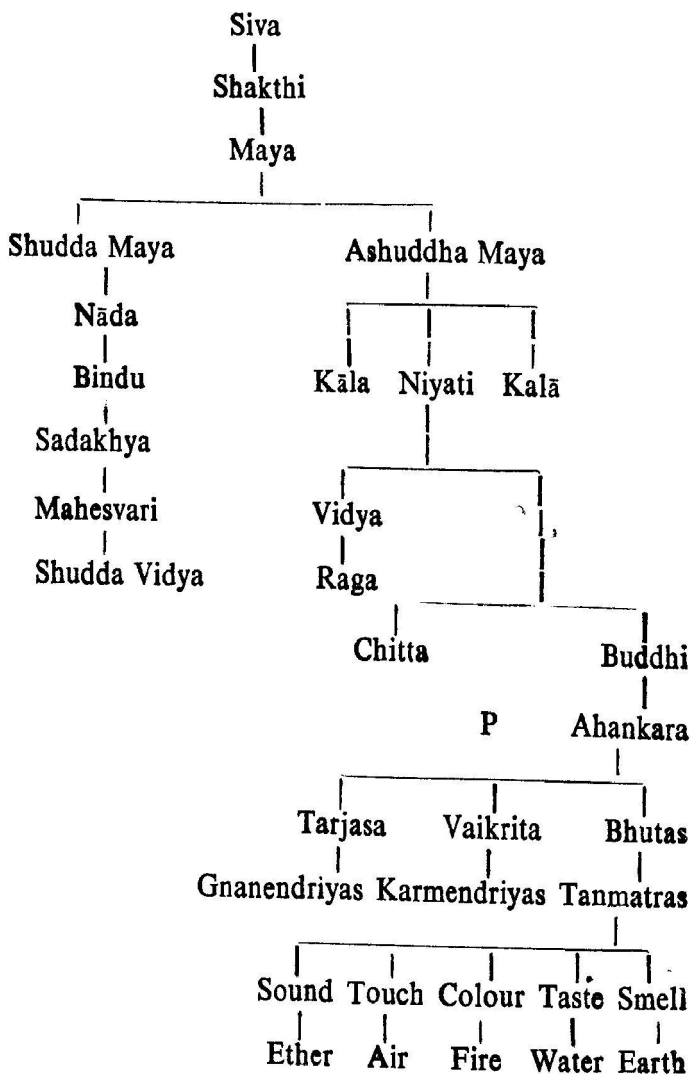 Siva
Shakthi
Maya
Shudda Maya Ashuddha Maya
Nāda
Bindu Kāla Niyati Kalā
Sadakhya
Mahesvari Vidya
Shudda Vidya Raga
Chitta Buddhi
P Ahankara
Tarjasa Vaikrita Bhutas
Gnanendriyas Karmendriyas Tanmatras
Sound Touch Colour Taste Smell
Ether Air Fire Water Earth